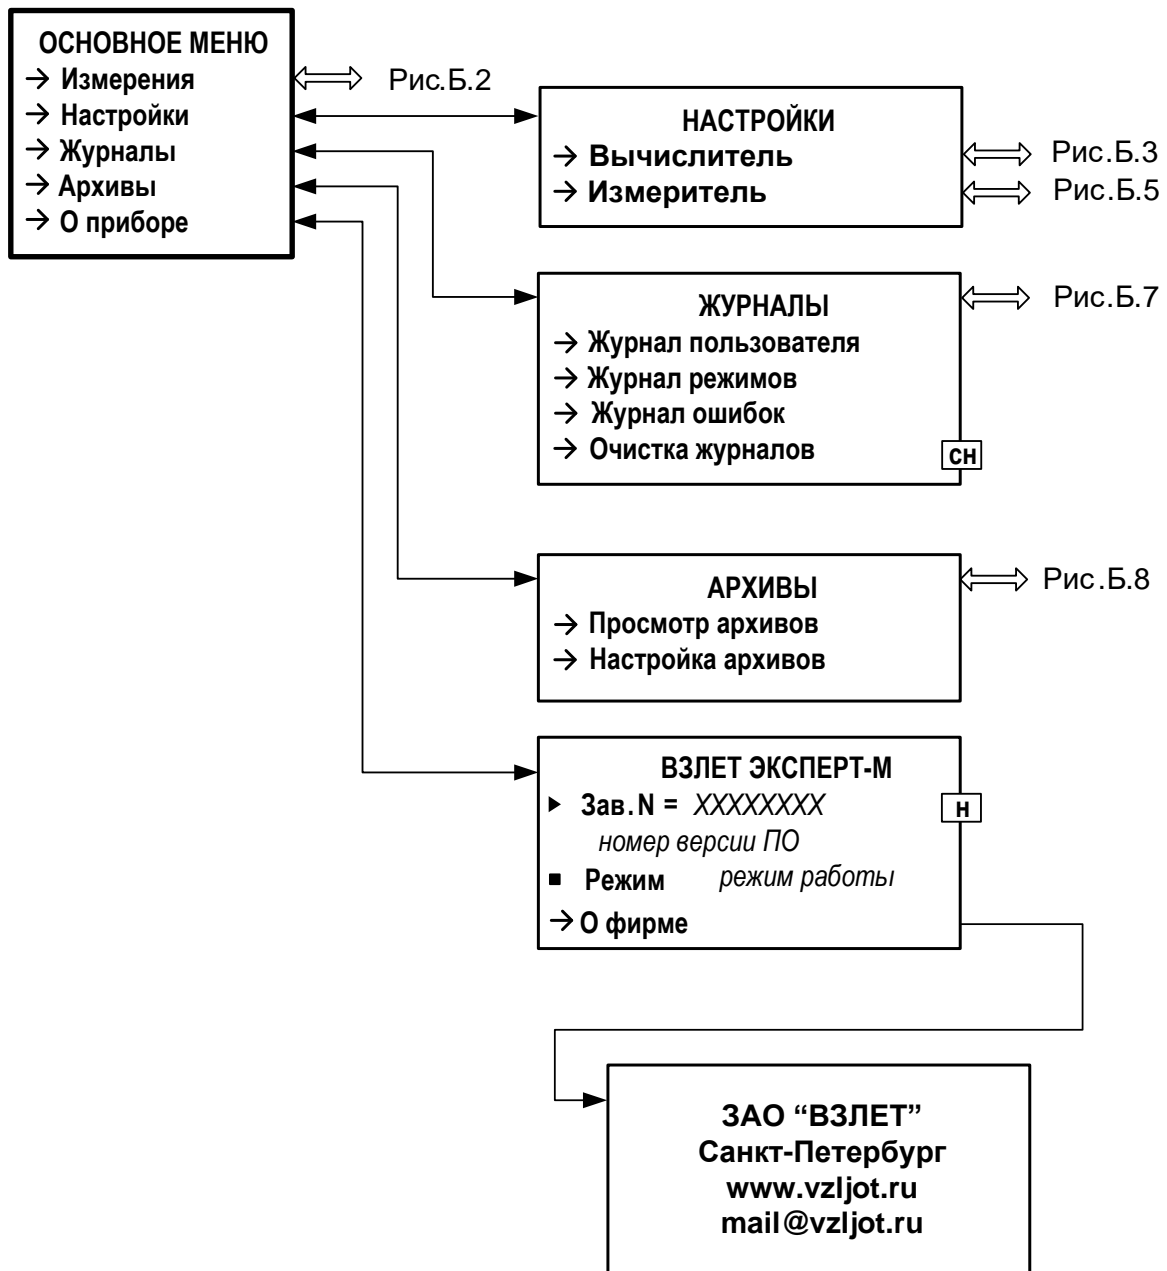 ОСНОВНОЕ МЕНЮ
→ Измерения
→ Настройки
→ Журналы
→ Архивы
→ О приборе
Рис.Б.2
НАСТРОЙКИ
→ Вычислитель
→ Измеритель
Рис.Б.3
Рис.Б.5
ЖУРНАЛЫ
→ Журнал пользователя
→ Журнал режимов
→ Журнал ошибок
→ Очистка журналов
Рис.Б.7
СН
АРХИВЫ
→ Просмотр архивов
→ Настройка архивов
Рис.Б.8
ВЗЛЕТ ЭКСПЕРТ-М
Зав.N = XXXXXXXX
Н
номер версии ПО
Режим режим работы
→ О фирме
ЗАО “ВЗЛЕТ”
Санкт-Петербург
www.vzljot.ru
mail@vzljot.ru